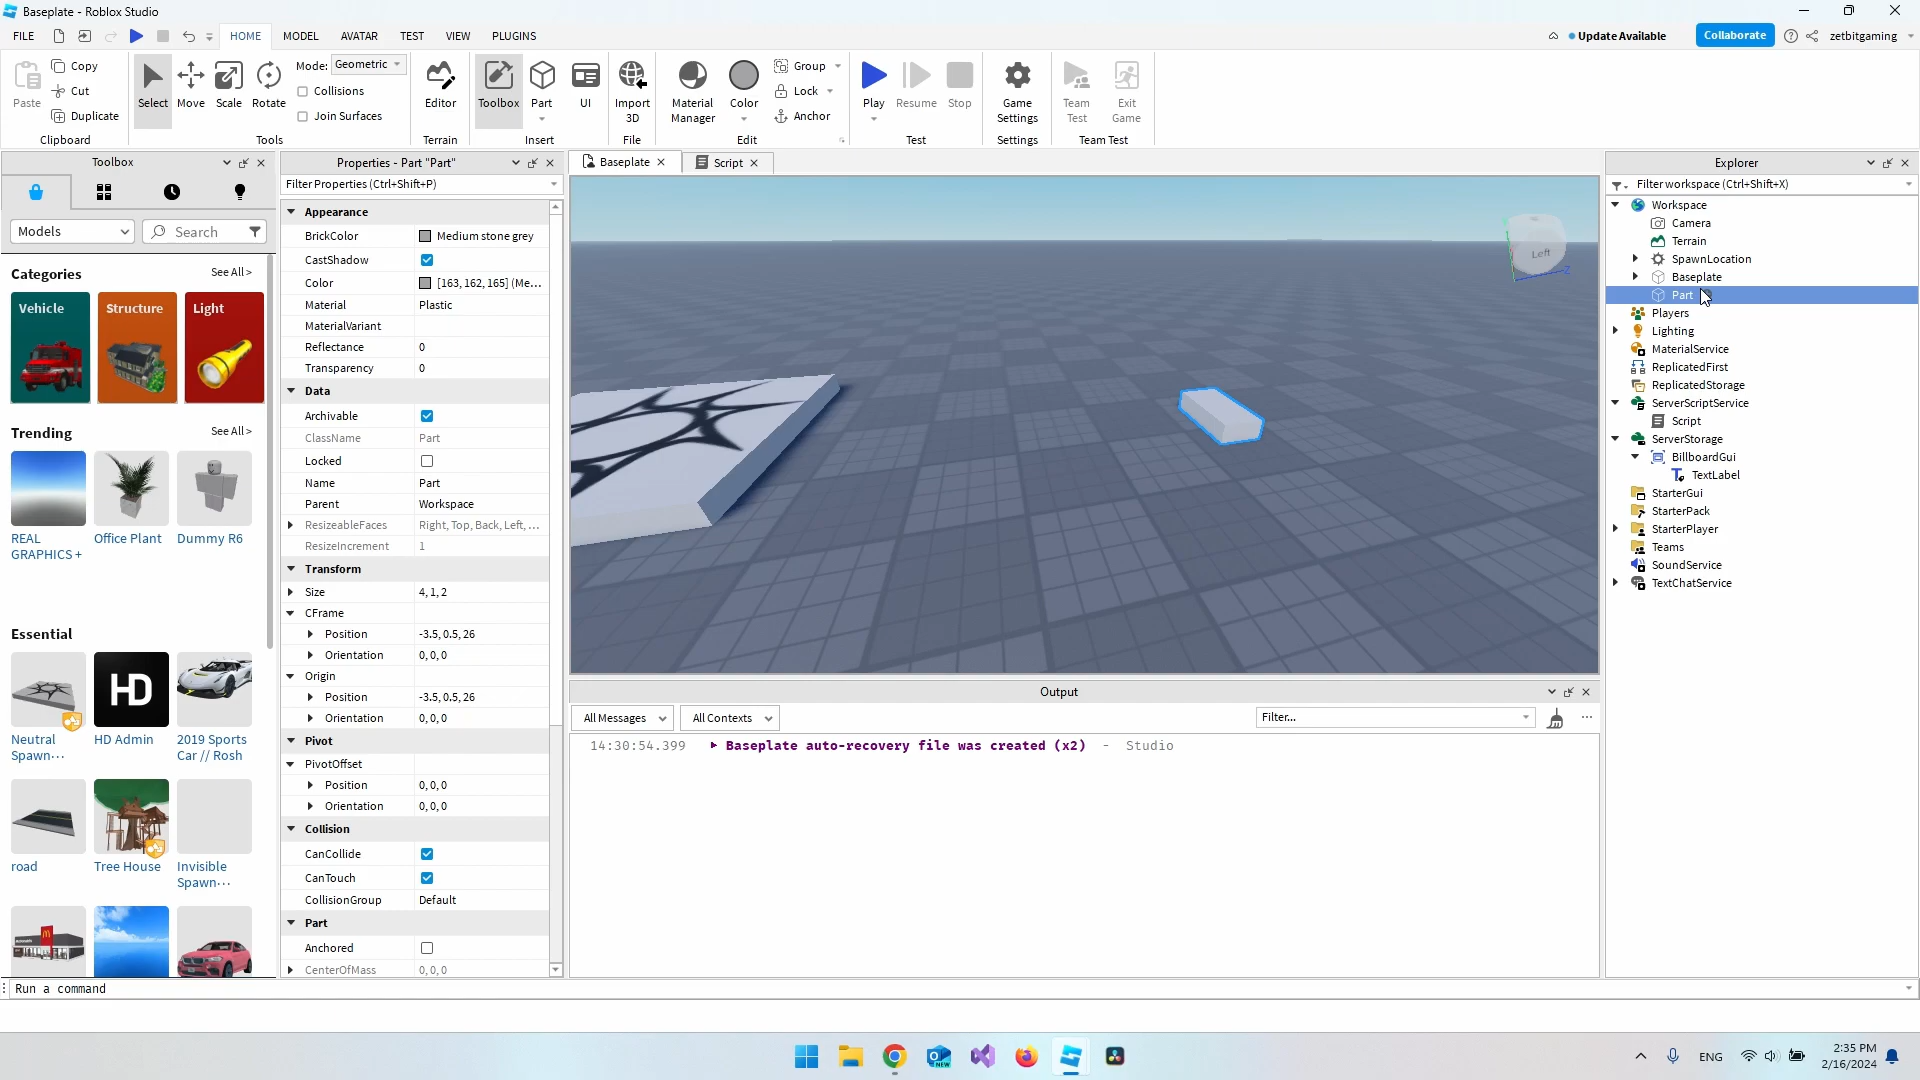 Baseplate - Roblox Studio
FILE
HOME
MODEL
AVATAR
TEST
VIEW
PLUGINS
Update Available
Collaborate
zetbitgaming
Paste
Copy
Cut
Duplicate
Clipboard
Select
Move
Scale
Rotate
Mode:
Geometric
Collisions
Join Surfaces
Tools
Editor
Terrain
Toolbox
Part
UI
Insert
Import
3D
File
Material
Manager
Color
Group
Lock
Anchor
Edit
Play
Resume
Stop
Test
Game
Settings
Settings
Team
Test
Exit
Game
Team Test
Toolbox
Models
Search
Categories
See All >
Vehicle
Structure
Light
Trending
See All >
REAL
GRAPHICS +
Office Plant
Dummy R6
Essential
HD
Neutral
Spawn···
HD Admin
2019 Sports
Car // Rosh
road
Tree House
Invisible
Spawn···
Properties - Part "Part"
Filter Properties (Ctrl+Shift+P)
Appearance
BrickColor Medium stone grey
CastShadow
Color [163, 162, 165] (Me...
Material Plastic
MaterialVariant
Reflectance 0
Transparency 0
Data
Archivable
ClassName Part
Locked
Name Part
Parent Workspace
ResizeableFaces Right, Top, Back, Left, ...
ResizeIncrement 1
Transform
Size 4, 1, 2
CFrame
Position -3.5, 0.5, 26
Orientation 0, 0, 0
Origin
Position -3.5, 0.5, 26
Orientation 0, 0, 0
Pivot
PivotOffset
Position 0, 0, 0
Orientation 0, 0, 0
Collision
CanCollide
CanTouch
CollisionGroup Default
Part
Anchored
CenterOfMass 0, 0, 0
Baseplate
Script
Left
Z
Output
All Messages
All Contexts
Filter...
14:30:54.399 Baseplate auto-recovery file was created (x2) - Studio
Explorer
Filter workspace (Ctrl+Shift+X)
Workspace
Camera
Terrain
SpawnLocation
Baseplate
Part
Players
Lighting
MaterialService
ReplicatedFirst
ReplicatedStorage
ServerScriptService
Script
ServerStorage
BillboardGui
TextLabel
StarterGui
StarterPack
StarterPlayer
Teams
SoundService
TextChatService
Run a command
NEW
ENG
2:35 PM
2/16/2024